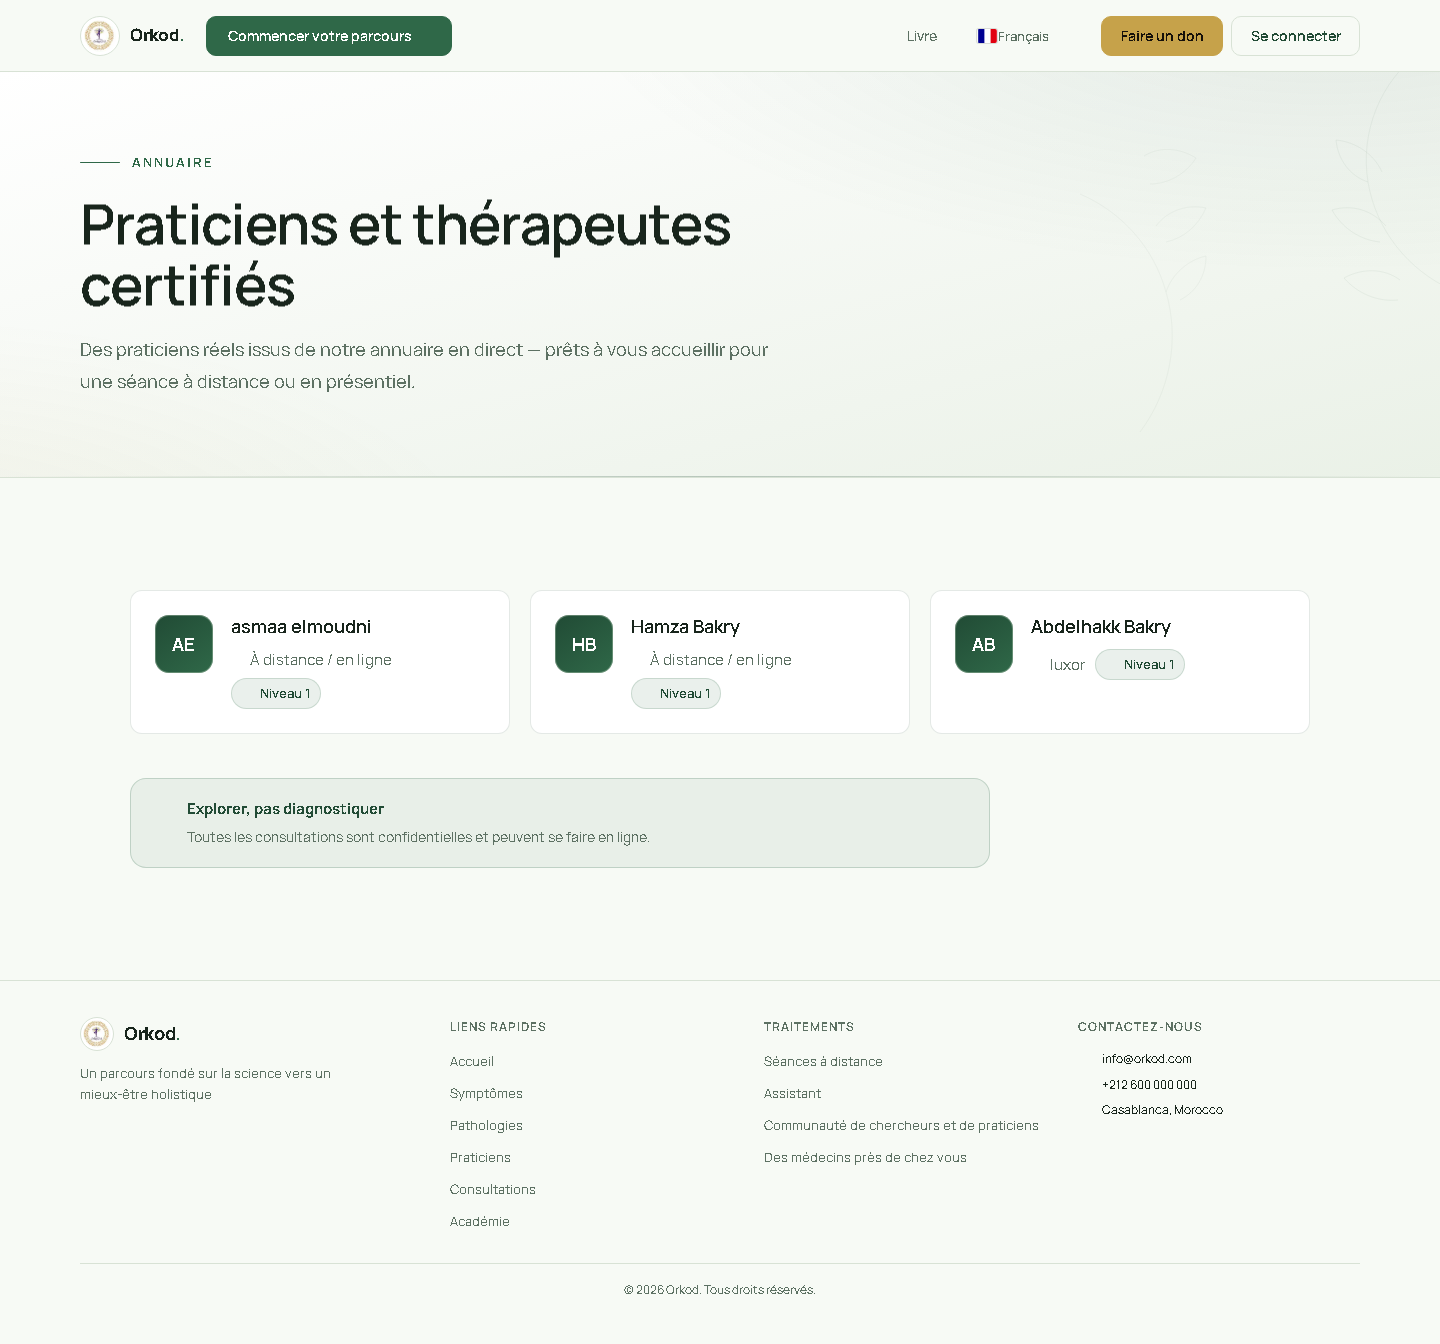 Orkod.
Commencer votre parcours
Livre
Français
Faire un don
Se connecter
ANNUAIRE
Praticiens et thérapeutes
certifiés
Des praticiens réels issus de notre annuaire en direct — prêts à vous accueillir pour
une séance à distance ou en présentiel.
AE
asmaa elmoudni
À distance / en ligne
Niveau 1
HB
Hamza Bakry
À distance / en ligne
Niveau 1
AB
Abdelhakk Bakry
luxor
Niveau 1
Explorer, pas diagnostiquer
Toutes les consultations sont confidentielles et peuvent se faire en ligne.
Orkod.
Un parcours fondé sur la science vers un
mieux-être holistique
LIENS RAPIDES
Accueil
Symptômes
Pathologies
Praticiens
Consultations
Académie
TRAITEMENTS
Séances à distance
Assistant
Communauté de chercheurs et de praticiens
Des médecins près de chez vous
CONTACTEZ-NOUS
info@orkod.com
+212 600 000 000
Casablanca, Morocco
© 2026 Orkod. Tous droits réservés.